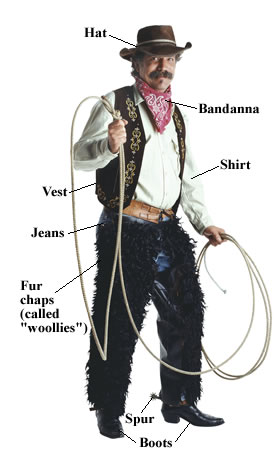 Hat
Bandanna
Shirt
Vest
Jeans
Fur
chaps
(called
"woollies")
Spur
Boots